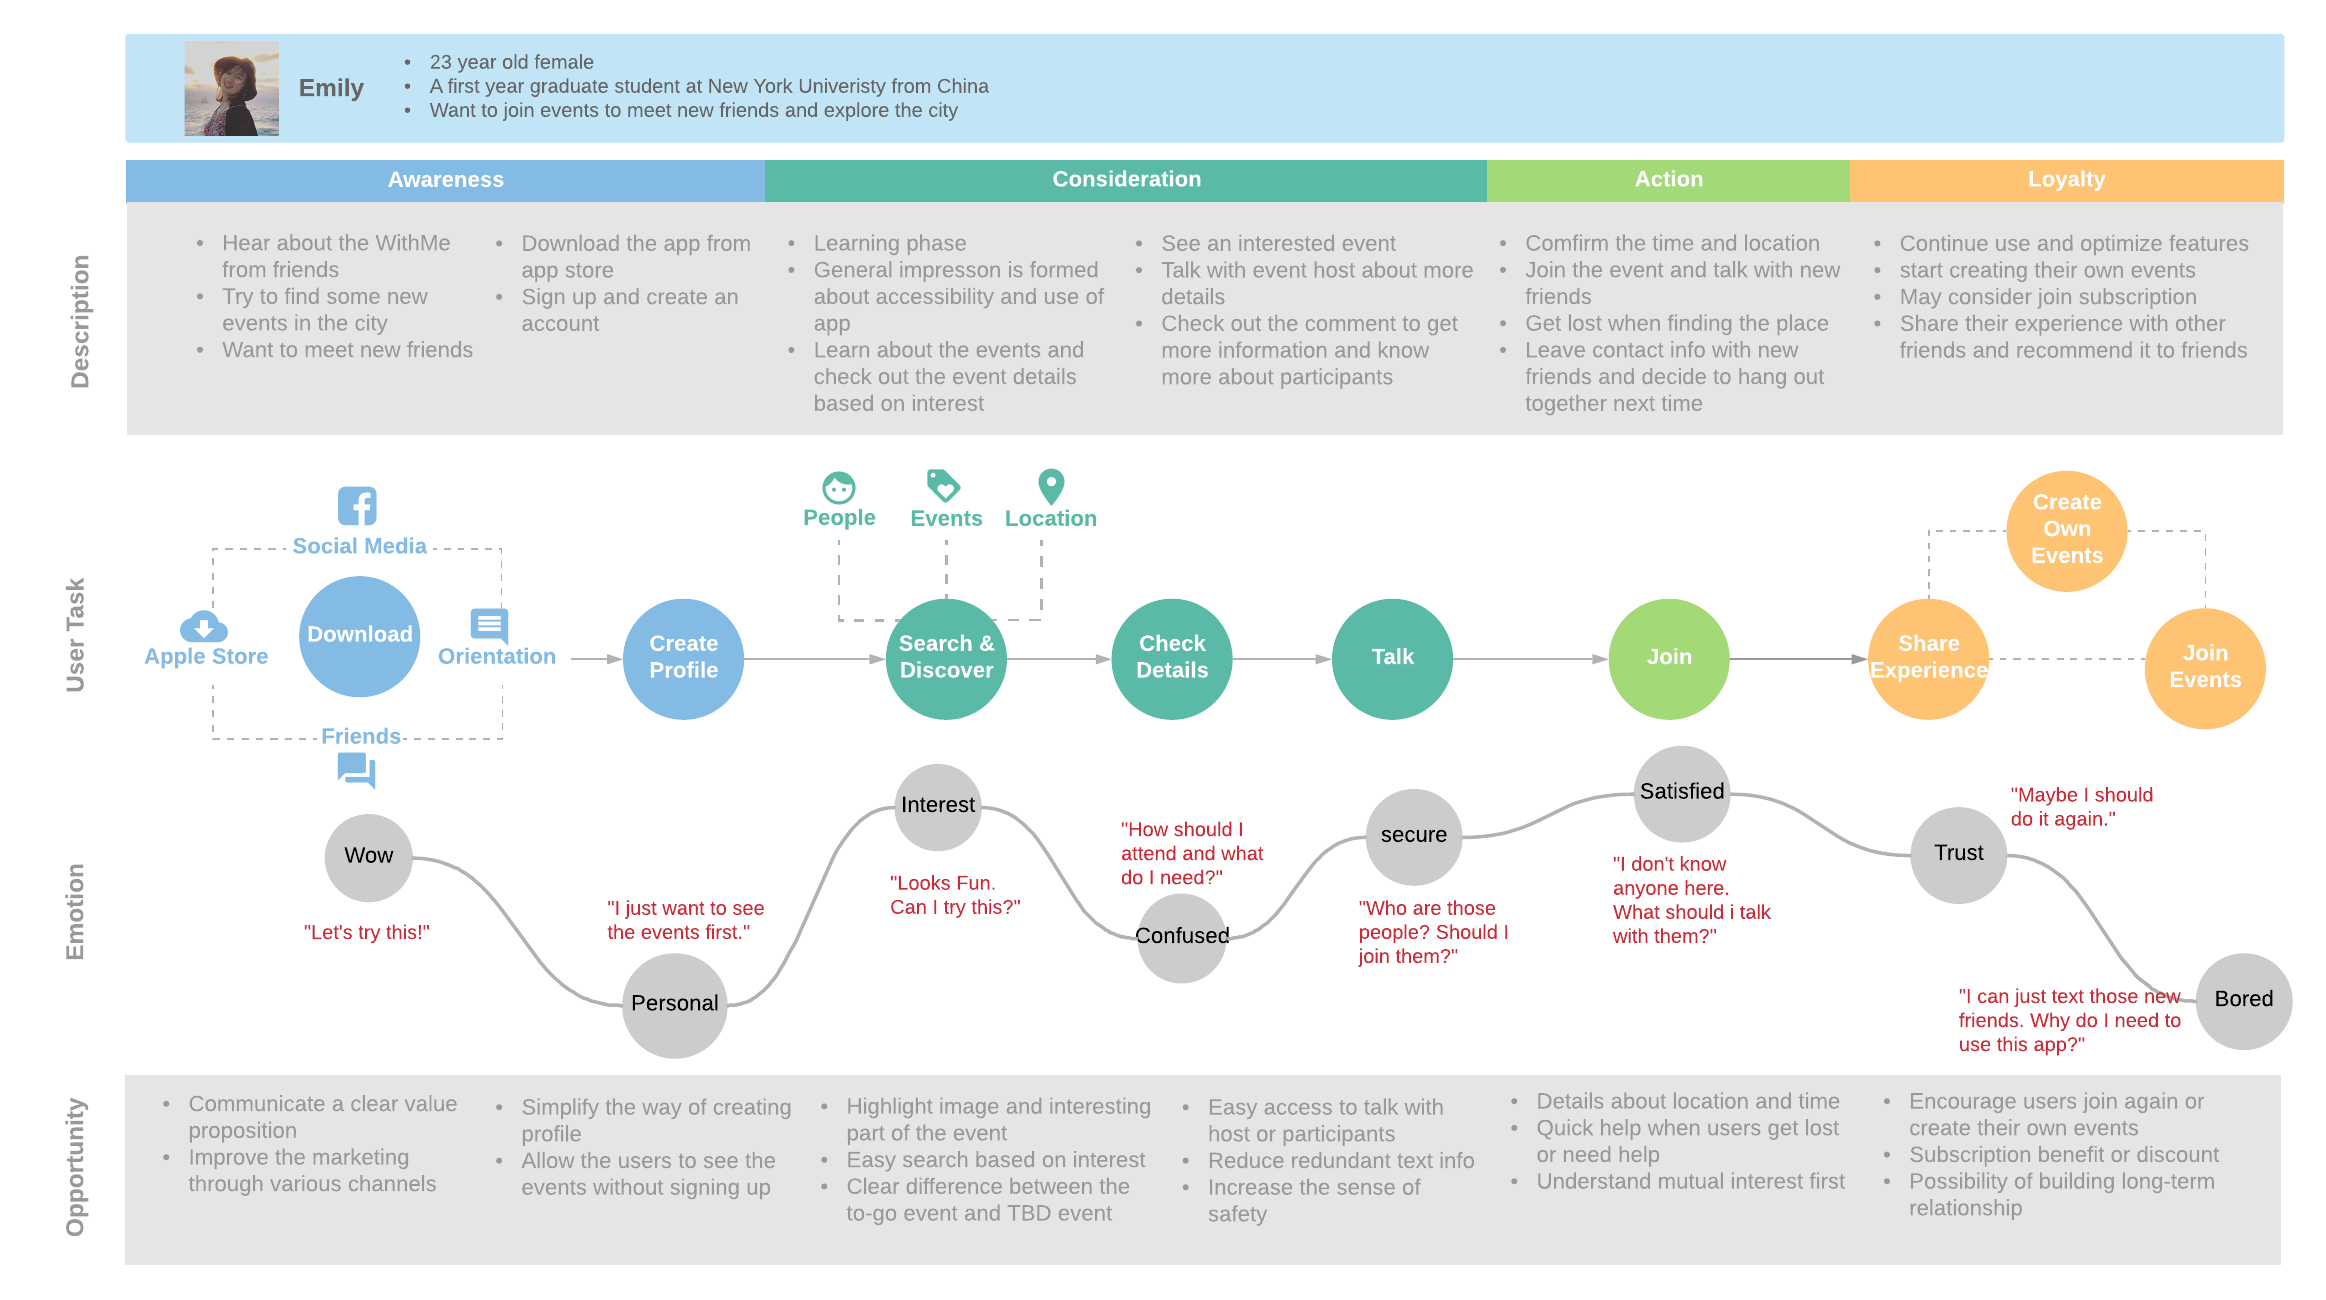 Emily
• 23 year old female
• A first year graduate student at New York Univeristy from China
• Want to join events to meet new friends and explore the city
Awareness
Consideration
Action
Loyalty
Description
• Hear about the WithMe
from friends
• Try to find some new
events in the city
• Want to meet new friends
• Download the app from
app store
• Sign up and create an
account
• Learning phase
• General impresson is formed
about accessibility and use of
app
• Learn about the events and
check out the event details
based on interest
• See an interested event
• Talk with event host about more
details
• Check out the comment to get
more information and know
more about participants
• Comfirm the time and location
• Join the event and talk with new
friends
• Get lost when finding the place
• Leave contact info with new
friends and decide to hang out
together next time
• Continue use and optimize features
• start creating their own events
• May consider join subscription
• Share their experience with other
friends and recommend it to friends
User Task
Social Media
Apple Store
Download
Orientation
Friends
Create
Profile
People
Events
Location
Search &
Discover
Check
Details
Talk
Join
Share
Experience
Create
Own
Events
Join
Events
Emotion
Wow
"Let's try this!"
"I just want to see
the events first."
Personal
Interest
"Looks Fun.
Can I try this?"
"How should I
attend and what
do I need?"
Confused
secure
"Who are those
people? Should I
join them?"
Satisfied
"I don't know
anyone here.
What should i talk
with them?"
Trust
"Maybe I should
do it again."
"I can just text those new
friends. Why do I need to
use this app?"
Bored
Opportunity
• Communicate a clear value
proposition
• Improve the marketing
through various channels
• Simplify the way of creating
profile
• Allow the users to see the
events without signing up
• Highlight image and interesting
part of the event
• Easy search based on interest
• Clear difference between the
to-go event and TBD event
• Easy access to talk with
host or participants
• Reduce redundant text info
• Increase the sense of
safety
• Details about location and time
• Quick help when users get lost
or need help
• Understand mutual interest first
• Encourage users join again or
create their own events
• Subscription benefit or discount
• Possibility of building long-term
relationship